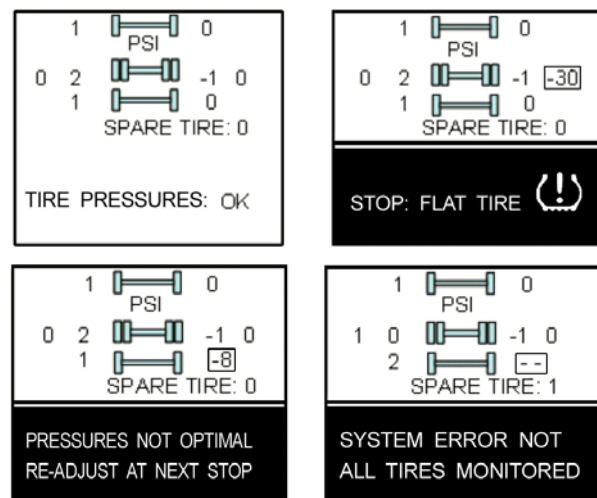 1 0
PSI
0 2 -1 0
1 0
SPARE TIRE: 0
TIRE PRESSURES: OK
1 0
PSI
0 2 -1 -30
1 0
SPARE TIRE: 0
STOP: FLAT TIRE
1 0
PSI
0 2 -1 0
1 -8
SPARE TIRE: 0
PRESSURES NOT OPTIMAL
RE-ADJUST AT NEXT STOP
1 0
PSI
1 0 -1 0
2 --
SPARE TIRE: 1
SYSTEM ERROR NOT
ALL TIRES MONITORED